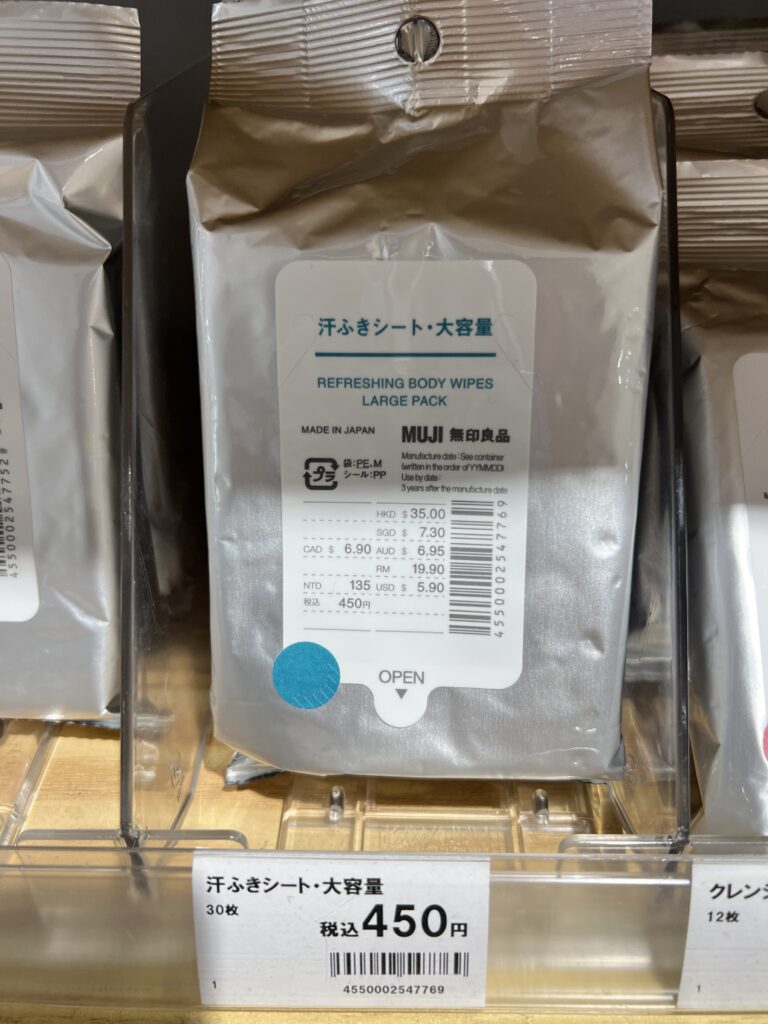 汗ふきシート・大容量
REFRESHING BODY WIPES
LARGE PACK
MADE IN JAPAN
MUJI 無印良品
プラ
袋:PE、M
シール:PP
Manufacture date : See container
(written in the order of YYMMDD)
Use by date :
3 years after the manufacture date
HKD $ 35.00
SGD $ 7.30
CAD $ 6.90 AUD $ 6.95
RM 19.90
NTD 135 USD $ 5.90
税込 450円
4550002547769
OPEN
4550002547752
汗ふきシート・大容量
30枚
税込450円
1
4550002547769
クレン
12枚
1